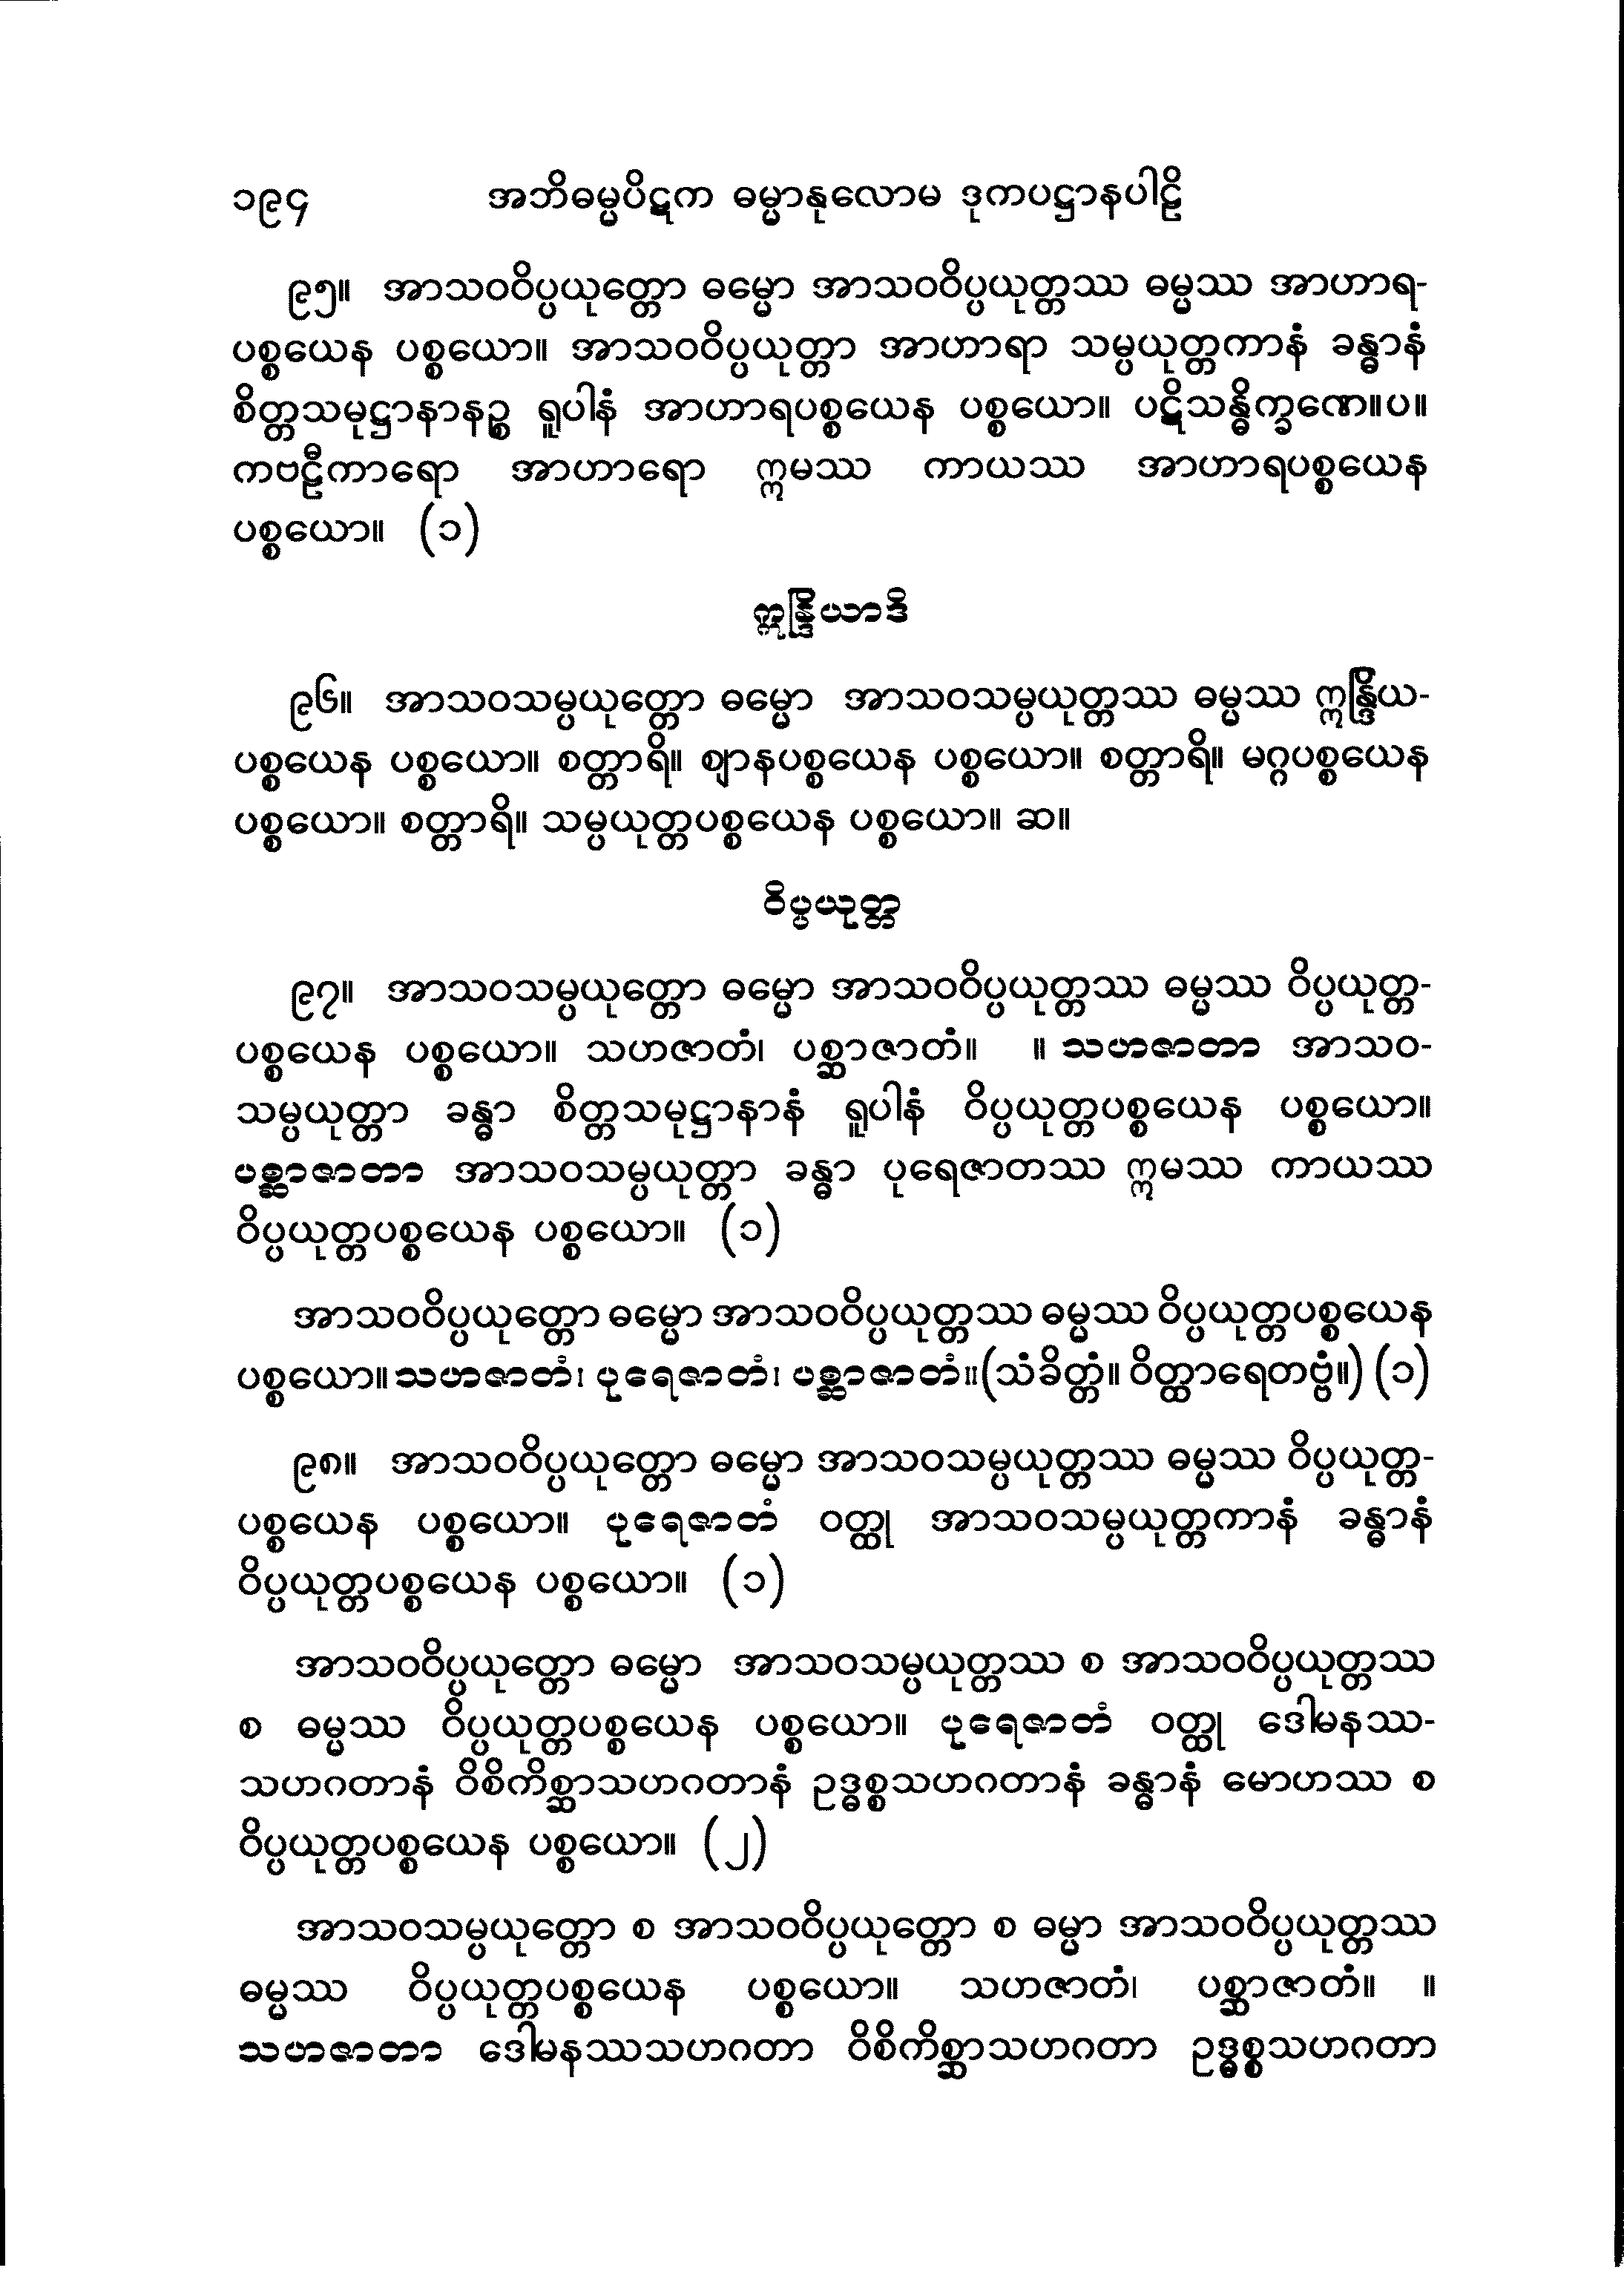 ၁၉၄ အဘိဓမ္မပိဋက ဓမ္မာနုလောမ ဒုကပဋ္ဌာနပါဠိ
၉၅။ အာသဝဝိပ္ပယုတ္တော ဓမ္မော အာသဝဝိပ္ပယုတ္တဿ ဓမ္မဿ အာဟာရ-
ပစ္စယေန ပစ္စယော။ အာသဝဝိပ္ပယုတ္တာ အာဟာရာ သမ္ပယုတ္တကာနံ ခန္ဓာနံ
စိတ္တသမုဋ္ဌာနာနဉ္စ ရူပါနံ အာဟာရပစ္စယေန ပစ္စယော။ ပဋိသန္ဓိက္ခဏေ။ပ။
ကဗဠီကာရော အာဟာရော ဣမဿ ကာယဿ အာဟာရပစ္စယေန
ပစ္စယော။ (၁)
ဣန္ဒြိယာဒိ
၉၆။ အာသဝသမ္ပယုတ္တော ဓမ္မော အာသဝသမ္ပယုတ္တဿ ဓမ္မဿ ဣန္ဒြိယ-
ပစ္စယေန ပစ္စယော။ စတ္တာရိ။ ဈာနပစ္စယေန ပစ္စယော။ စတ္တာရိ။ မဂ္ဂပစ္စယေန
ပစ္စယော။ စတ္တာရိ။ သမ္ပယုတ္တပစ္စယေန ပစ္စယော။ ဆ။
ဝိပ္ပယုတ္တ
၉၇။ အာသဝသမ္ပယုတ္တော ဓမ္မော အာသဝဝိပ္ပယုတ္တဿ ဓမ္မဿ ဝိပ္ပယုတ္တ-
ပစ္စယေန ပစ္စယော။ သဟဇာတံ၊ ပစ္ဆာဇာတံ။ ။ သဟဇာတာ အာသဝ-
သမ္ပယုတ္တာ ခန္ဓာ စိတ္တသမုဋ္ဌာနာနံ ရူပါနံ ဝိပ္ပယုတ္တပစ္စယေန ပစ္စယော။
ပစ္ဆာဇာတာ အာသဝသမ္ပယုတ္တာ ခန္ဓာ ပုရေဇာတဿ ဣမဿ ကာယဿ
ဝိပ္ပယုတ္တပစ္စယေန ပစ္စယော။ (၁)
အာသဝဝိပ္ပယုတ္တော ဓမ္မော အာသဝဝိပ္ပယုတ္တဿ ဓမ္မဿ ဝိပ္ပယုတ္တပစ္စယေန
ပစ္စယော။ သဟဇာတံ၊ ပုရေဇာတံ၊ ပစ္ဆာဇာတံ။ (သံခိတ္တံ။ ဝိတ္ထာရေတဗ္ဗံ။) (၁)
၉၈။ အာသဝဝိပ္ပယုတ္တော ဓမ္မော အာသဝသမ္ပယုတ္တဿ ဓမ္မဿ ဝိပ္ပယုတ္တ-
ပစ္စယေန ပစ္စယော။ ပုရေဇာတံ ဝတ္ထု အာသဝသမ္ပယုတ္တကာနံ ခန္ဓာနံ
ဝိပ္ပယုတ္တပစ္စယေန ပစ္စယော။ (၁)
အာသဝဝိပ္ပယုတ္တော ဓမ္မော အာသဝသမ္ပယုတ္တဿ စ အာသဝဝိပ္ပယုတ္တဿ
စ ဓမ္မဿ ဝိပ္ပယုတ္တပစ္စယေန ပစ္စယော။ ပုရေဇာတံ ဝတ္ထု ဒေါမနဿ-
သဟဂတာနံ ဝိစိကိစ္ဆာသဟဂတာနံ ဥဒ္ဓစ္စသဟဂတာနံ ခန္ဓာနံ မောဟဿ စ
ဝိပ္ပယုတ္တပစ္စယေန ပစ္စယော။ (၂)
အာသဝသမ္ပယုတ္တော စ အာသဝဝိပ္ပယုတ္တော စ ဓမ္မာ အာသဝဝိပ္ပယုတ္တဿ
ဓမ္မဿ ဝိပ္ပယုတ္တပစ္စယေန ပစ္စယော။ သဟဇာတံ၊ ပစ္ဆာဇာတံ။ ။
သဟဇာတာ ဒေါမနဿသဟဂတာ ဝိစိကိစ္ဆာသဟဂတာ ဥဒ္ဓစ္စသဟဂတာ